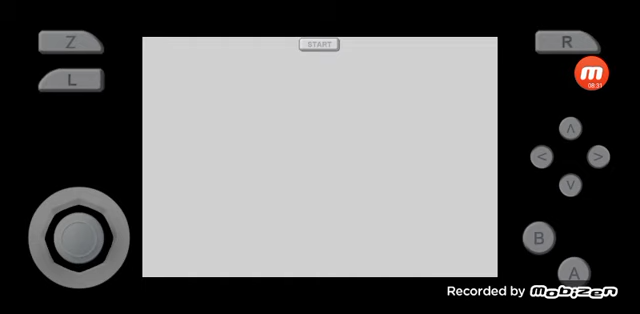 Z
START
R
L
m
08:31
^
< >
v
B
A
Recorded by Mobizen